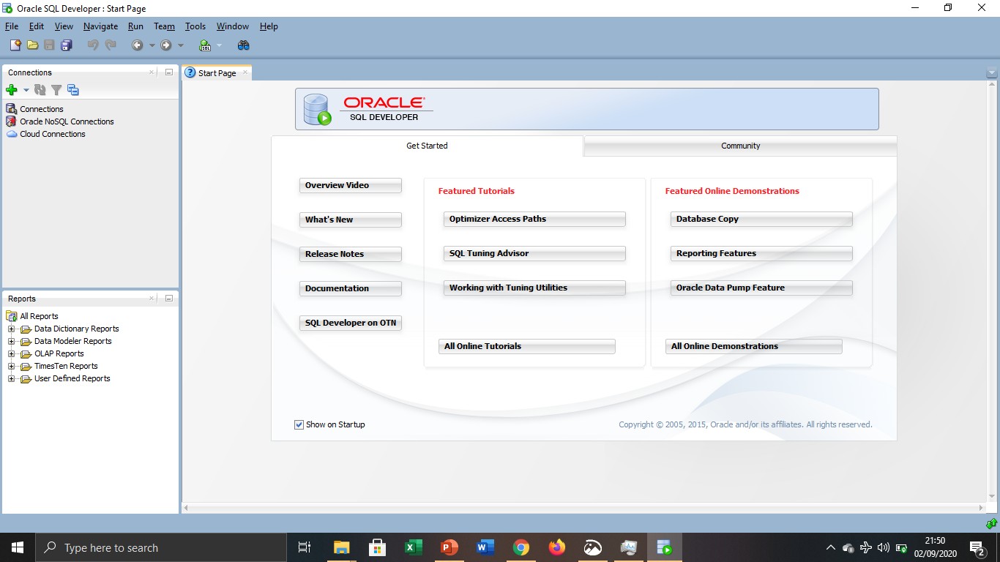 Oracle SQL Developer : Start Page
File Edit View Navigate Run Team Tools Window Help
SQL
Connections
Connections
Oracle NoSQL Connections
Cloud Connections
Reports
All Reports
Data Dictionary Reports
Data Modeler Reports
OLAP Reports
TimesTen Reports
User Defined Reports
? Start Page
ORACLE
SQL DEVELOPER
Get Started
Community
Overview Video
What's New
Release Notes
Documentation
SQL Developer on OTN
Featured Tutorials
Optimizer Access Paths
SQL Tuning Advisor
Working with Tuning Utilities
All Online Tutorials
Featured Online Demonstrations
Database Copy
Reporting Features
Oracle Data Pump Feature
All Online Demonstrations
Show on Startup
Copyright © 2005, 2015, Oracle and/or its affiliates. All rights reserved.
Type here to search
21:50
02/09/2020
2